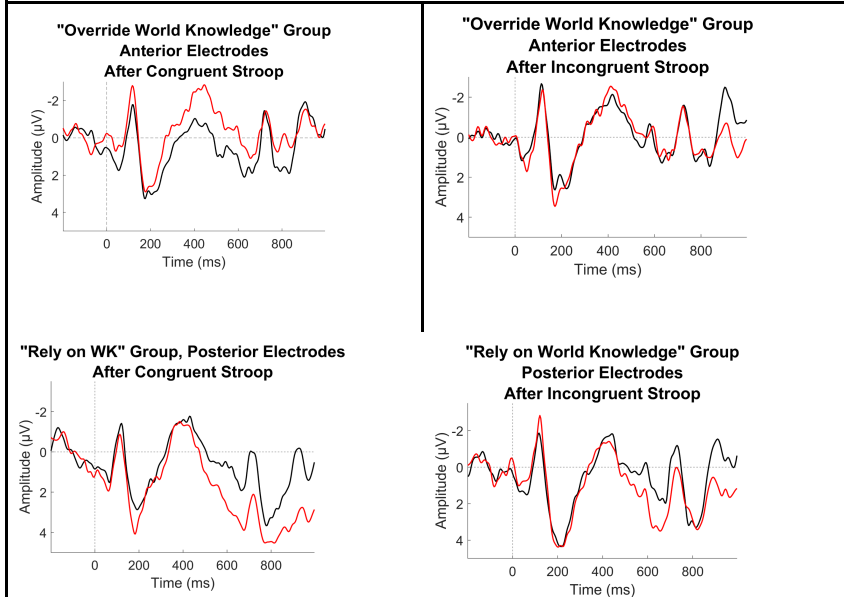 "Override World Knowledge" Group
Anterior Electrodes
After Congruent Stroop
-2
0
2
4
Amplitude (µV)
0 200 400 600 800
Time (ms)
"Override World Knowledge" Group
Anterior Electrodes
After Incongruent Stroop
-2
0
2
4
Amplitude (µV)
0 200 400 600 800
Time (ms)
"Rely on WK" Group, Posterior Electrodes
After Congruent Stroop
-2
0
2
4
Amplitude (µV)
0 200 400 600 800
Time (ms)
"Rely on World Knowledge" Group
Posterior Electrodes
After Incongruent Stroop
-2
0
2
4
Amplitude (µV)
0 200 400 600 800
Time (ms)